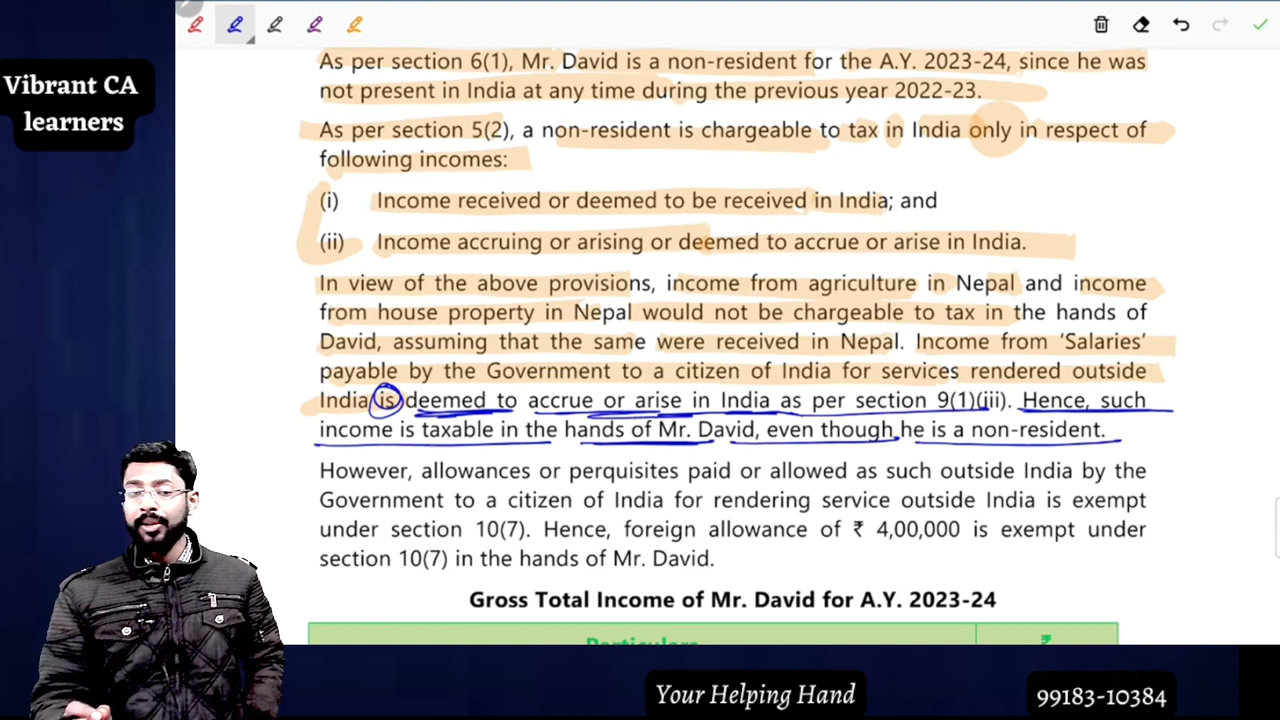 Vibrant CA
learners
As per section 6(1), Mr. David is a non-resident for the A.Y. 2023-24, since he was
not present in India at any time during the previous year 2022-23.
As per section 5(2), a non-resident is chargeable to tax in India only in respect of
following incomes:
(i) Income received or deemed to be received in India; and
(ii) Income accruing or arising or deemed to accrue or arise in India.
In view of the above provisions, income from agriculture in Nepal and income
from house property in Nepal would not be chargeable to tax in the hands of
David, assuming that the same were received in Nepal. Income from ‘Salaries’
payable by the Government to a citizen of India for services rendered outside
India is deemed to accrue or arise in India as per section 9(1)(iii). Hence, such
income is taxable in the hands of Mr. David, even though he is a non-resident.
However, allowances or perquisites paid or allowed as such outside India by the
Government to a citizen of India for rendering service outside India is exempt
under section 10(7). Hence, foreign allowance of ₹ 4,00,000 is exempt under
section 10(7) in the hands of Mr. David.
Gross Total Income of Mr. David for A.Y. 2023-24
Particulars ₹
Your Helping Hand
99183-10384